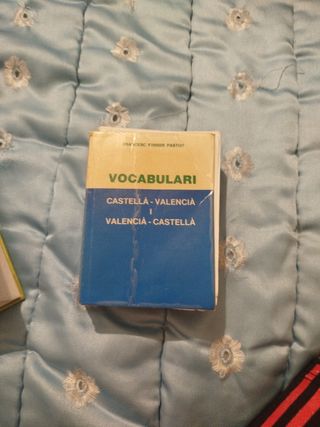 FRANCESC FERRER PASTOR
VOCABULARI
CASTELLÀ - VALENCIÀ
I
VALENCIÀ - CASTELLÀ